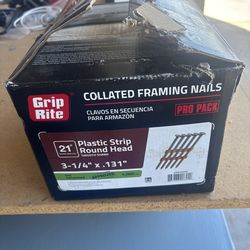 Grip
Rite
COLLATED FRAMING NAILS
CLAVOS EN SECUENCIA
PARA ARMAZÓN
PRO PACK
21
Plastic Strip
Round Head
3-1/4" x .131"